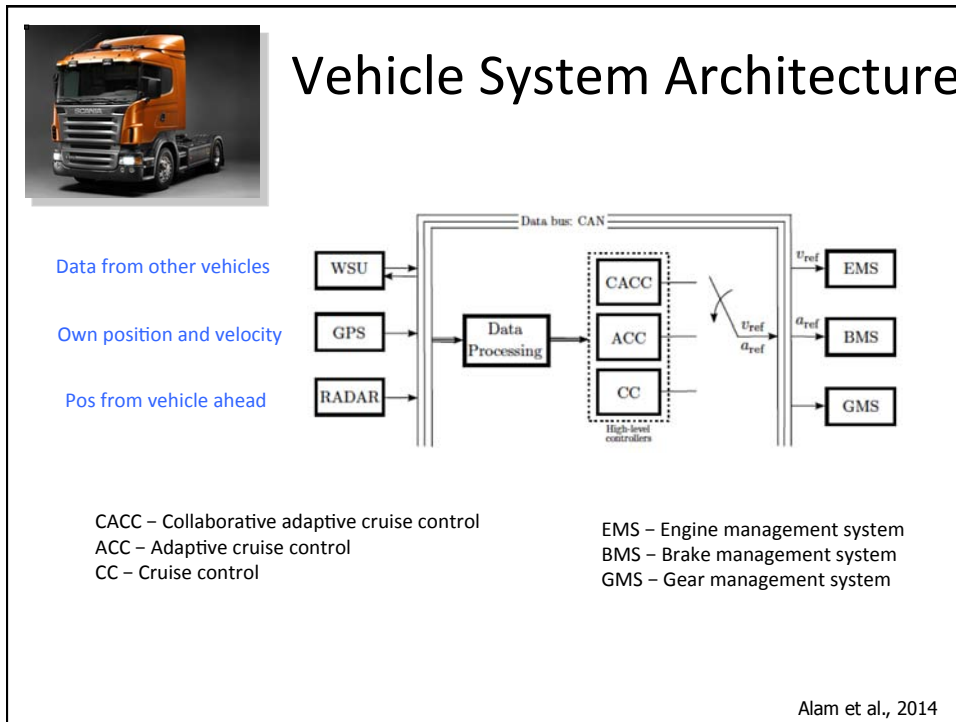 SCANIA
Vehicle System Architecture
Data bus: CAN
Data from other vehicles
WSU
CACC
v_ref
EMS
Own position and velocity
GPS
Data
Processing
ACC
v_ref
a_ref
a_ref
BMS
Pos from vehicle ahead
RADAR
CC
GMS
High-level
controllers
CACC – Collaborative adaptive cruise control
ACC – Adaptive cruise control
CC – Cruise control
EMS – Engine management system
BMS – Brake management system
GMS – Gear management system
Alam et al., 2014